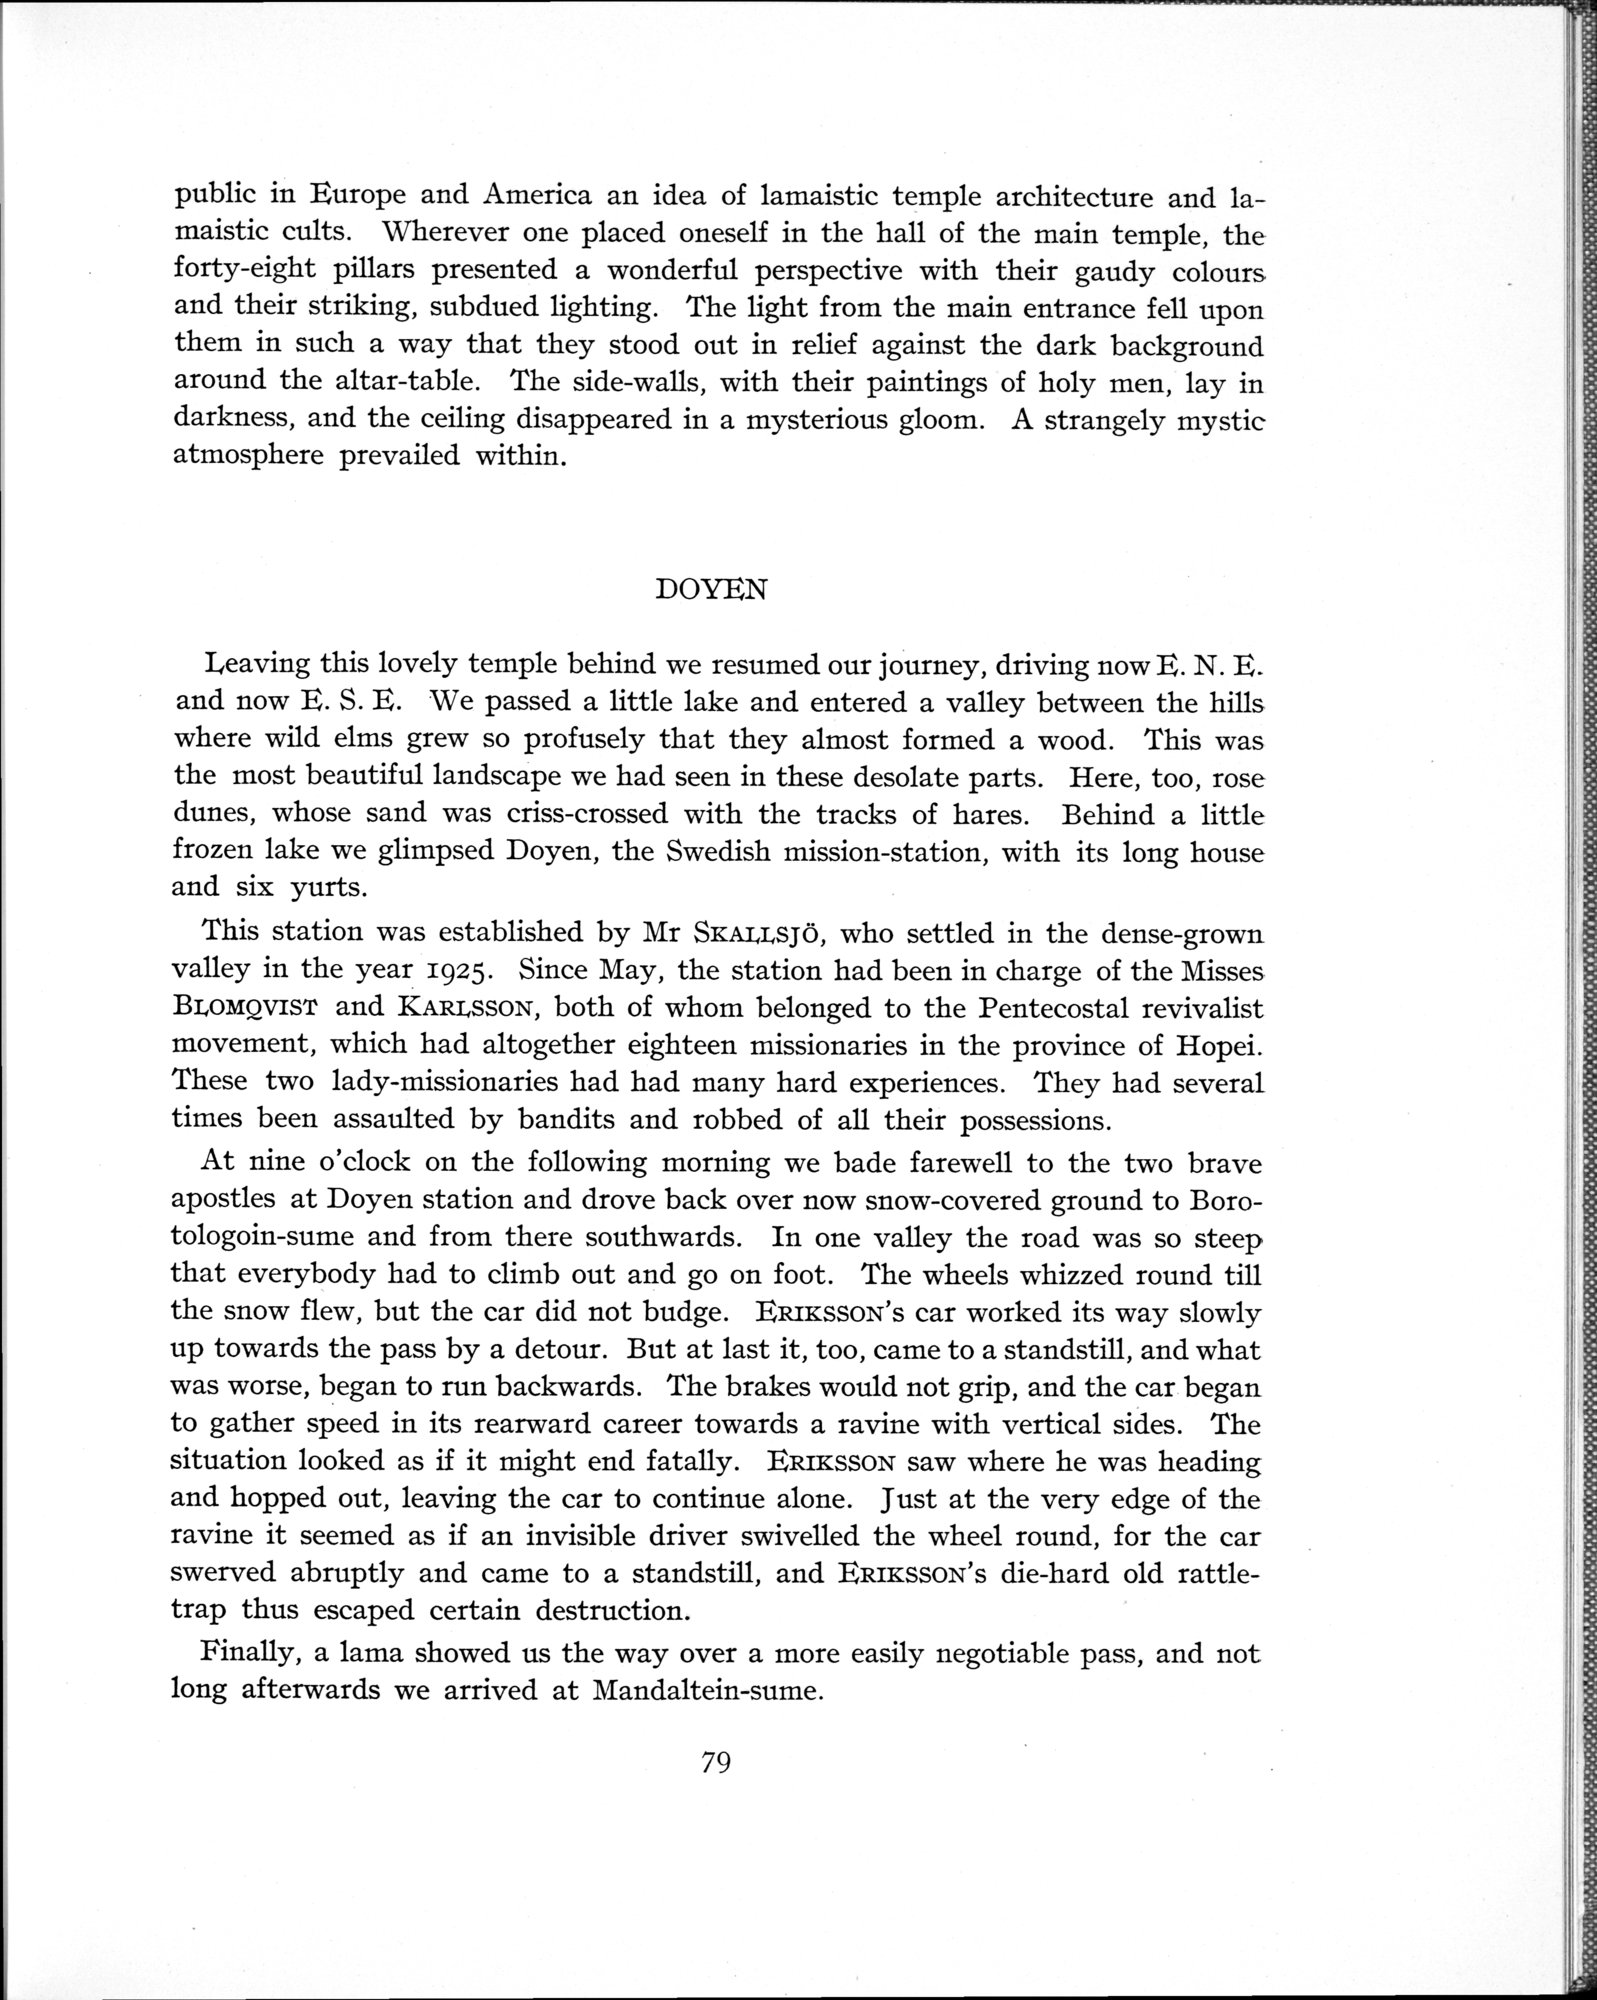 public in Europe and America an idea of lamaistic temple architecture and la-
maistic cults. Wherever one placed oneself in the hall of the main temple, the
forty-eight pillars presented a wonderful perspective with their gaudy colours
and their striking, subdued lighting. The light from the main entrance fell upon
them in such a way that they stood out in relief against the dark background
around the altar-table. The side-walls, with their paintings of holy men, lay in
darkness, and the ceiling disappeared in a mysterious gloom. A strangely mystic
atmosphere prevailed within.
DOYEN
Leaving this lovely temple behind we resumed our journey, driving now E. N. E.
and now E. S. E. We passed a little lake and entered a valley between the hills
where wild elms grew so profusely that they almost formed a wood. This was
the most beautiful landscape we had seen in these desolate parts. Here, too, rose
dunes, whose sand was criss-crossed with the tracks of hares. Behind a little
frozen lake we glimpsed Doyen, the Swedish mission-station, with its long house
and six yurts.
This station was established by Mr SKALLSJÖ, who settled in the dense-grown
valley in the year 1925. Since May, the station had been in charge of the Misses
BLOMQVIST and KARLSSON, both of whom belonged to the Pentecostal revivalist
movement, which had altogether eighteen missionaries in the province of Hopei.
These two lady-missionaries had had many hard experiences. They had several
times been assaulted by bandits and robbed of all their possessions.
At nine o'clock on the following morning we bade farewell to the two brave
apostles at Doyen station and drove back over now snow-covered ground to Boro-
tologoin-sume and from there southwards. In one valley the road was so steep
that everybody had to climb out and go on foot. The wheels whizzed round till
the snow flew, but the car did not budge. ERIKSSON's car worked its way slowly
up towards the pass by a detour. But at last it, too, came to a standstill, and what
was worse, began to run backwards. The brakes would not grip, and the car began
to gather speed in its rearward career towards a ravine with vertical sides. The
situation looked as if it might end fatally. ERIKSSON saw where he was heading
and hopped out, leaving the car to continue alone. Just at the very edge of the
ravine it seemed as if an invisible driver swivelled the wheel round, for the car
swerved abruptly and came to a standstill, and ERIKSSON's die-hard old rattle-
trap thus escaped certain destruction.
Finally, a lama showed us the way over a more easily negotiable pass, and not
long afterwards we arrived at Mandaltein-sume.
79